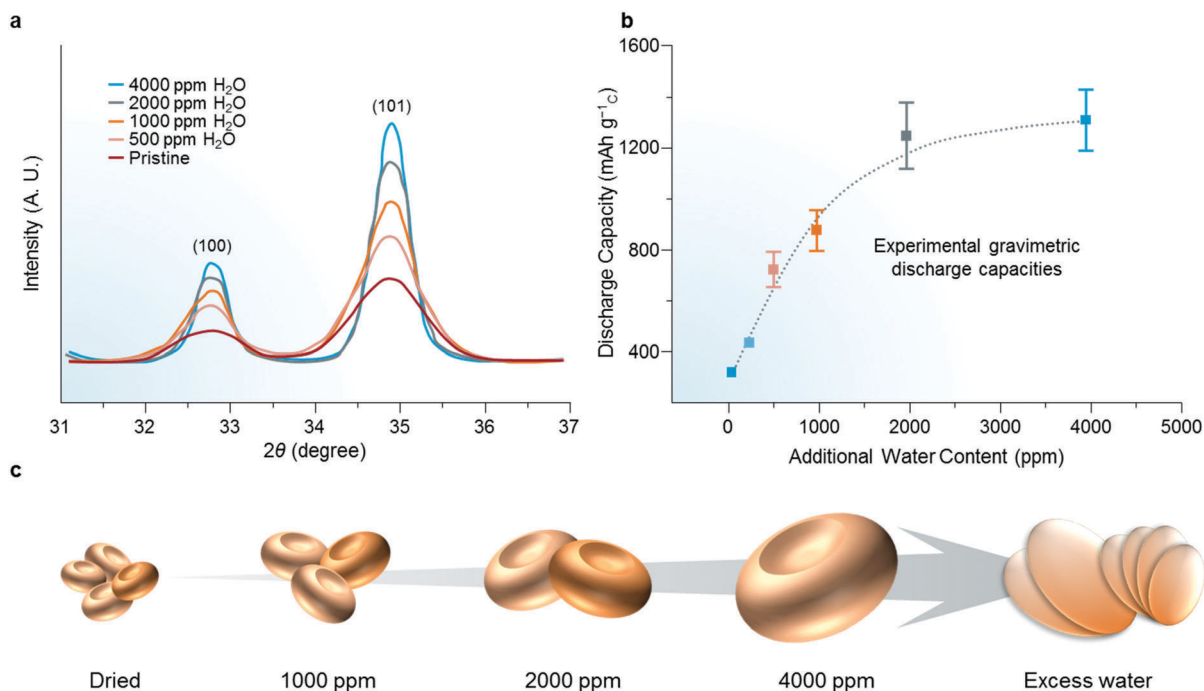 a
Intensity (A. U.)
4000 ppm H₂O
2000 ppm H₂O
1000 ppm H₂O
500 ppm H₂O
Pristine
(100)
(101)
31 32 33 34 35 36 37
2θ (degree)
b
Discharge Capacity (mAh g⁻¹C)
1600
1200
800
400
Experimental gravimetric
discharge capacities
0 1000 2000 3000 4000 5000
Additional Water Content (ppm)
c
Dried 1000 ppm 2000 ppm 4000 ppm Excess water